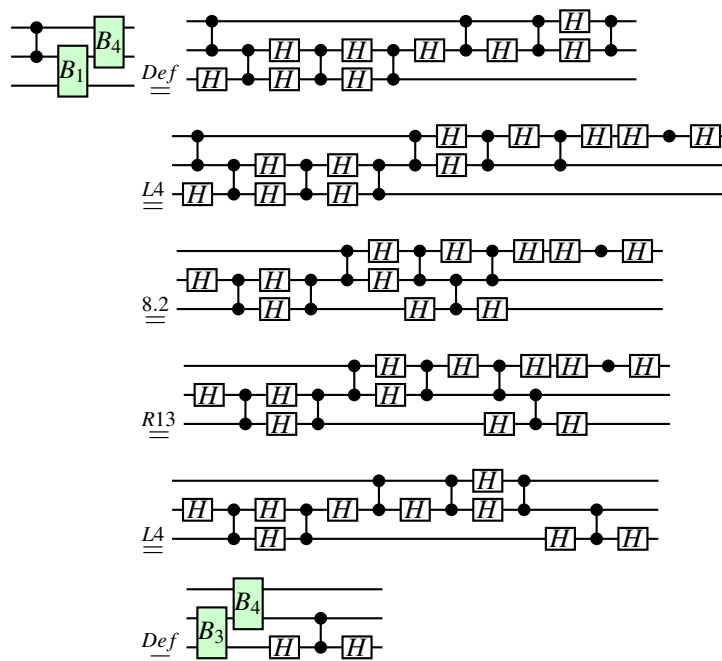 B4 H
B1 H H H H H
Def = H H H
H H H H H
H H H
L4 = H H H
H H H H H
H H H
8.2 = H H H
H H H H H
H H H
R13 = H H H
H
H H H H H
L4 = H H H
B4
B3
Def = H H